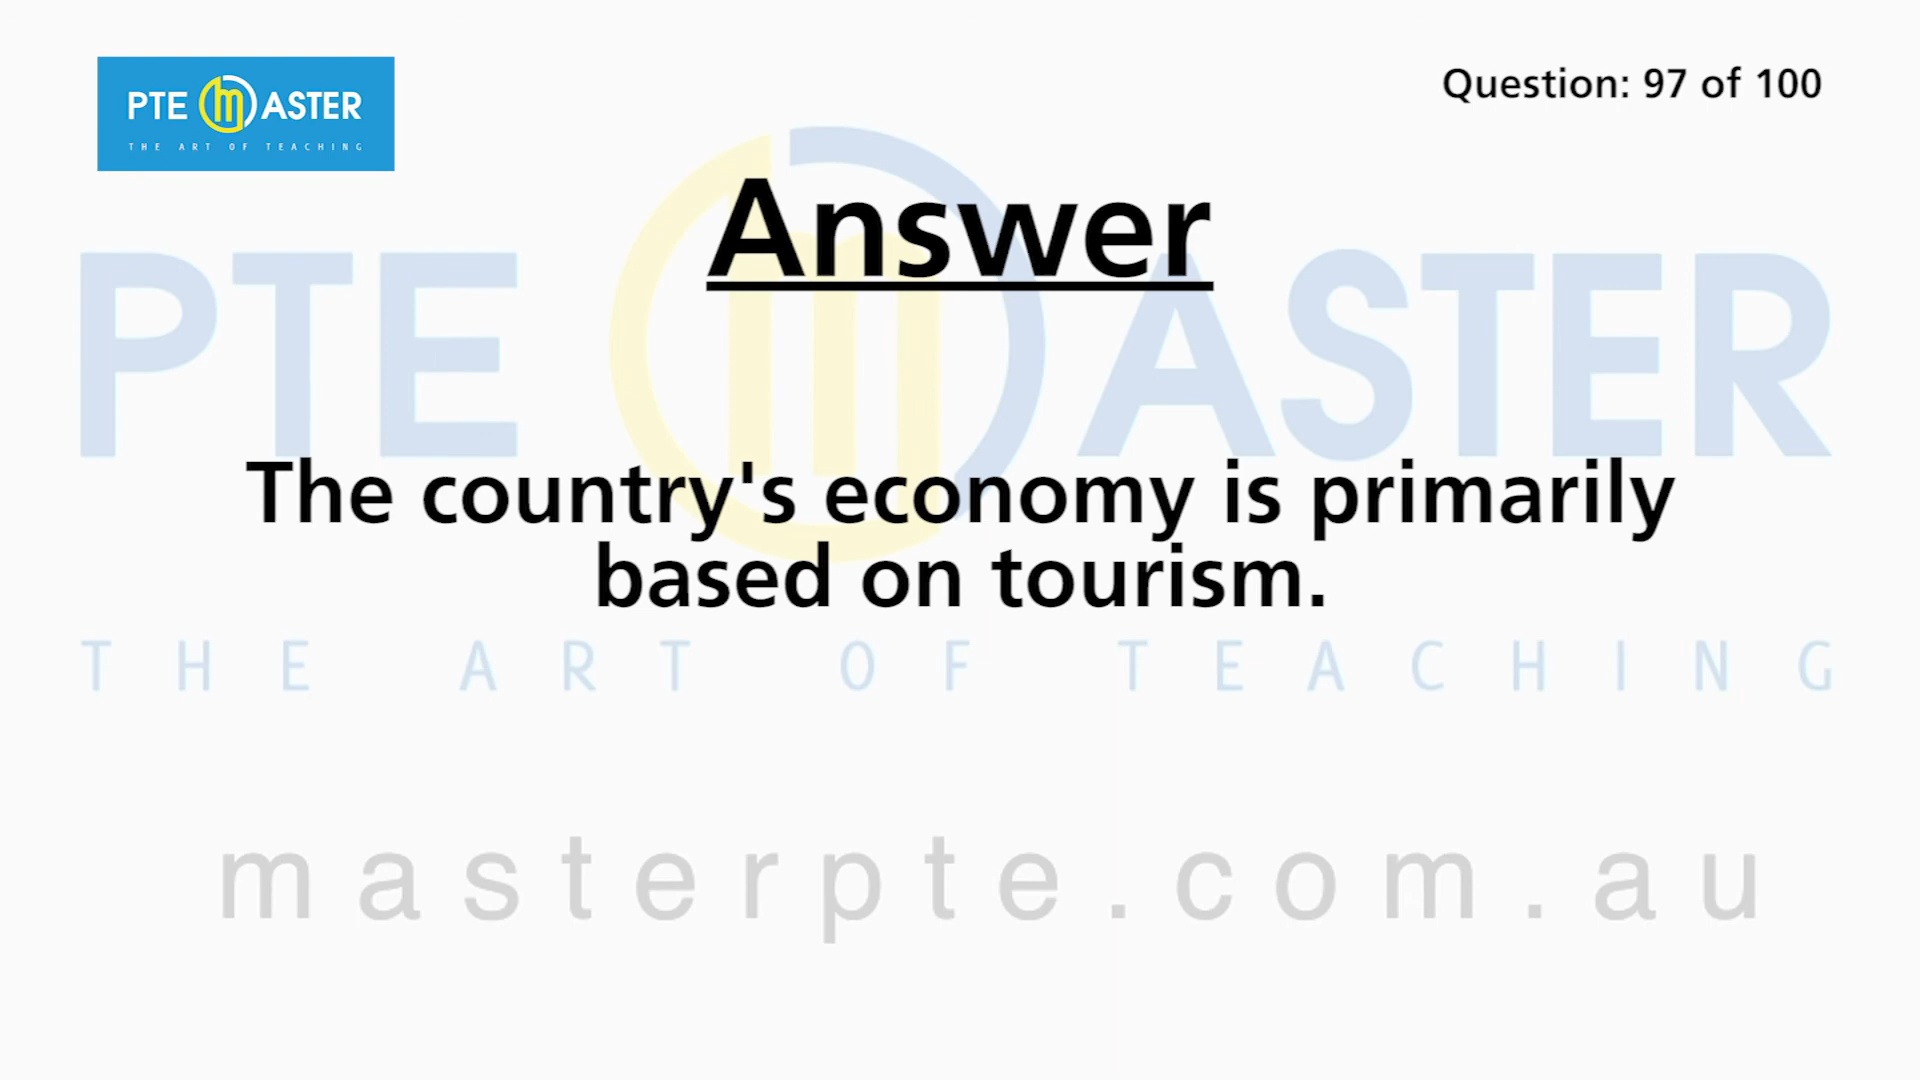 PTE MASTER
THE ART OF TEACHING
Question: 97 of 100
Answer
PTE MASTER
The country's economy is primarily
based on tourism.
THE ART OF TEACHING
masterpte.com.au